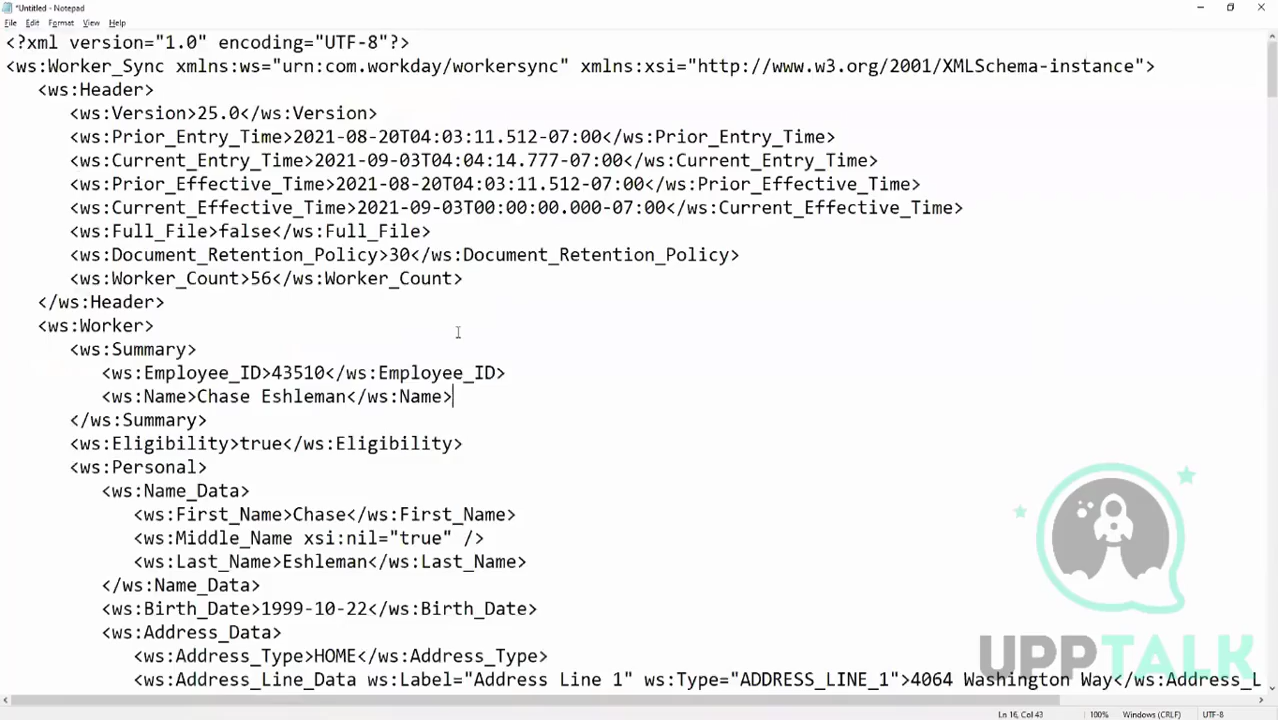 *Untitled - Notepad
File Edit Format View Help
<?xml version="1.0" encoding="UTF-8"?>
<ws:Worker_Sync xmlns:ws="urn:com.workday/workersync" xmlns:xsi="http://www.w3.org/2001/XMLSchema-instance">
<ws:Header>
<ws:Version>25.0</ws:Version>
<ws:Prior_Entry_Time>2021-08-20T04:03:11.512-07:00</ws:Prior_Entry_Time>
<ws:Current_Entry_Time>2021-09-03T04:04:14.777-07:00</ws:Current_Entry_Time>
<ws:Prior_Effective_Time>2021-08-20T04:03:11.512-07:00</ws:Prior_Effective_Time>
<ws:Current_Effective_Time>2021-09-03T00:00:00.000-07:00</ws:Current_Effective_Time>
<ws:Full_File>false</ws:Full_File>
<ws:Document_Retention_Policy>30</ws:Document_Retention_Policy>
<ws:Worker_Count>56</ws:Worker_Count>
</ws:Header>
<ws:Worker>
<ws:Summary>
<ws:Employee_ID>43510</ws:Employee_ID>
<ws:Name>Chase Eshleman</ws:Name>
</ws:Summary>
<ws:Eligibility>true</ws:Eligibility>
<ws:Personal>
<ws:Name_Data>
<ws:First_Name>Chase</ws:First_Name>
<ws:Middle_Name xsi:nil="true" />
<ws:Last_Name>Eshleman</ws:Last_Name>
</ws:Name_Data>
<ws:Birth_Date>1999-10-22</ws:Birth_Date>
<ws:Address_Data>
<ws:Address_Type>HOME</ws:Address_Type>
<ws:Address_Line_Data ws:Label="Address Line 1" ws:Type="ADDRESS_LINE_1">4064 Washington Way</ws:Address_L
UPPTALK
Ln 16, Col 43 100% Windows (CRLF) UTF-8